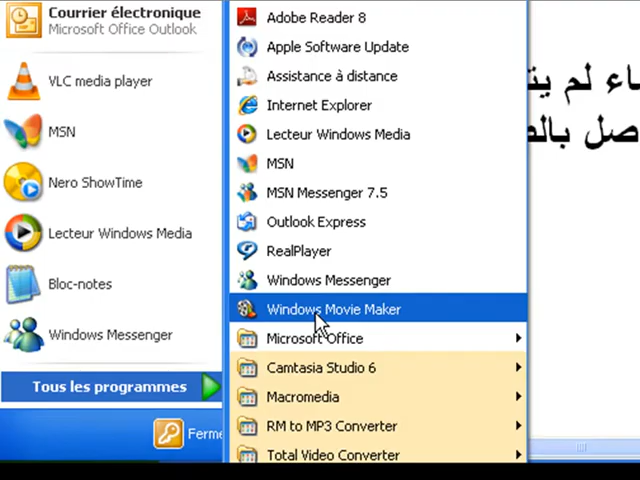 Courrier électronique
Microsoft Office Outlook
VLC media player
MSN
Nero ShowTime
Lecteur Windows Media
Bloc-notes
Windows Messenger
Tous les programmes
Adobe Reader 8
Apple Software Update
Assistance à distance
Internet Explorer
Lecteur Windows Media
MSN
MSN Messenger 7.5
Outlook Express
RealPlayer
Windows Messenger
Windows Movie Maker
Microsoft Office
Camtasia Studio 6
Macromedia
RM to MP3 Converter
Total Video Converter
Ferme
لم